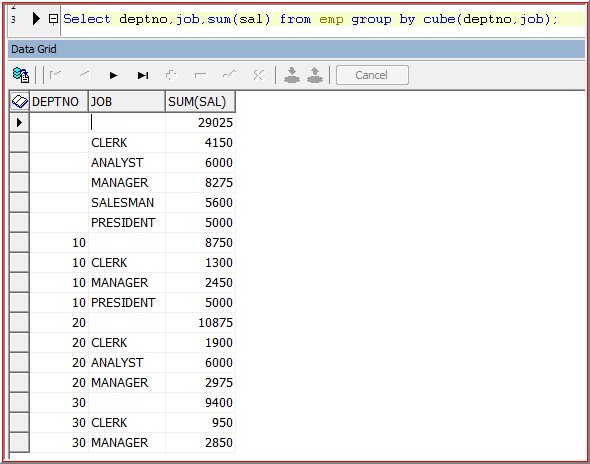 3 Select deptno,job,sum(sal) from emp group by cube(deptno,job);
Data Grid
Cancel
DEPTNO JOB SUM(SAL)
29025
CLERK 4150
ANALYST 6000
MANAGER 8275
SALESMAN 5600
PRESIDENT 5000
10 8750
10 CLERK 1300
10 MANAGER 2450
10 PRESIDENT 5000
20 10875
20 CLERK 1900
20 ANALYST 6000
20 MANAGER 2975
30 9400
30 CLERK 950
30 MANAGER 2850